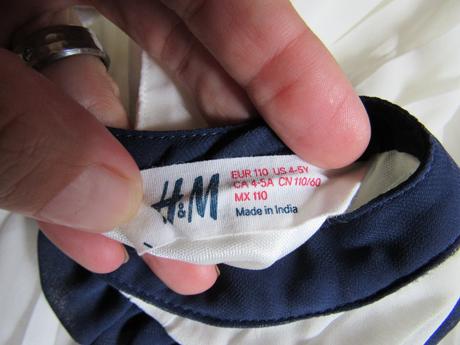 H&M
EUR 110 US 4-5Y
CA 4-5A CN 110/60
MX 110
Made in India